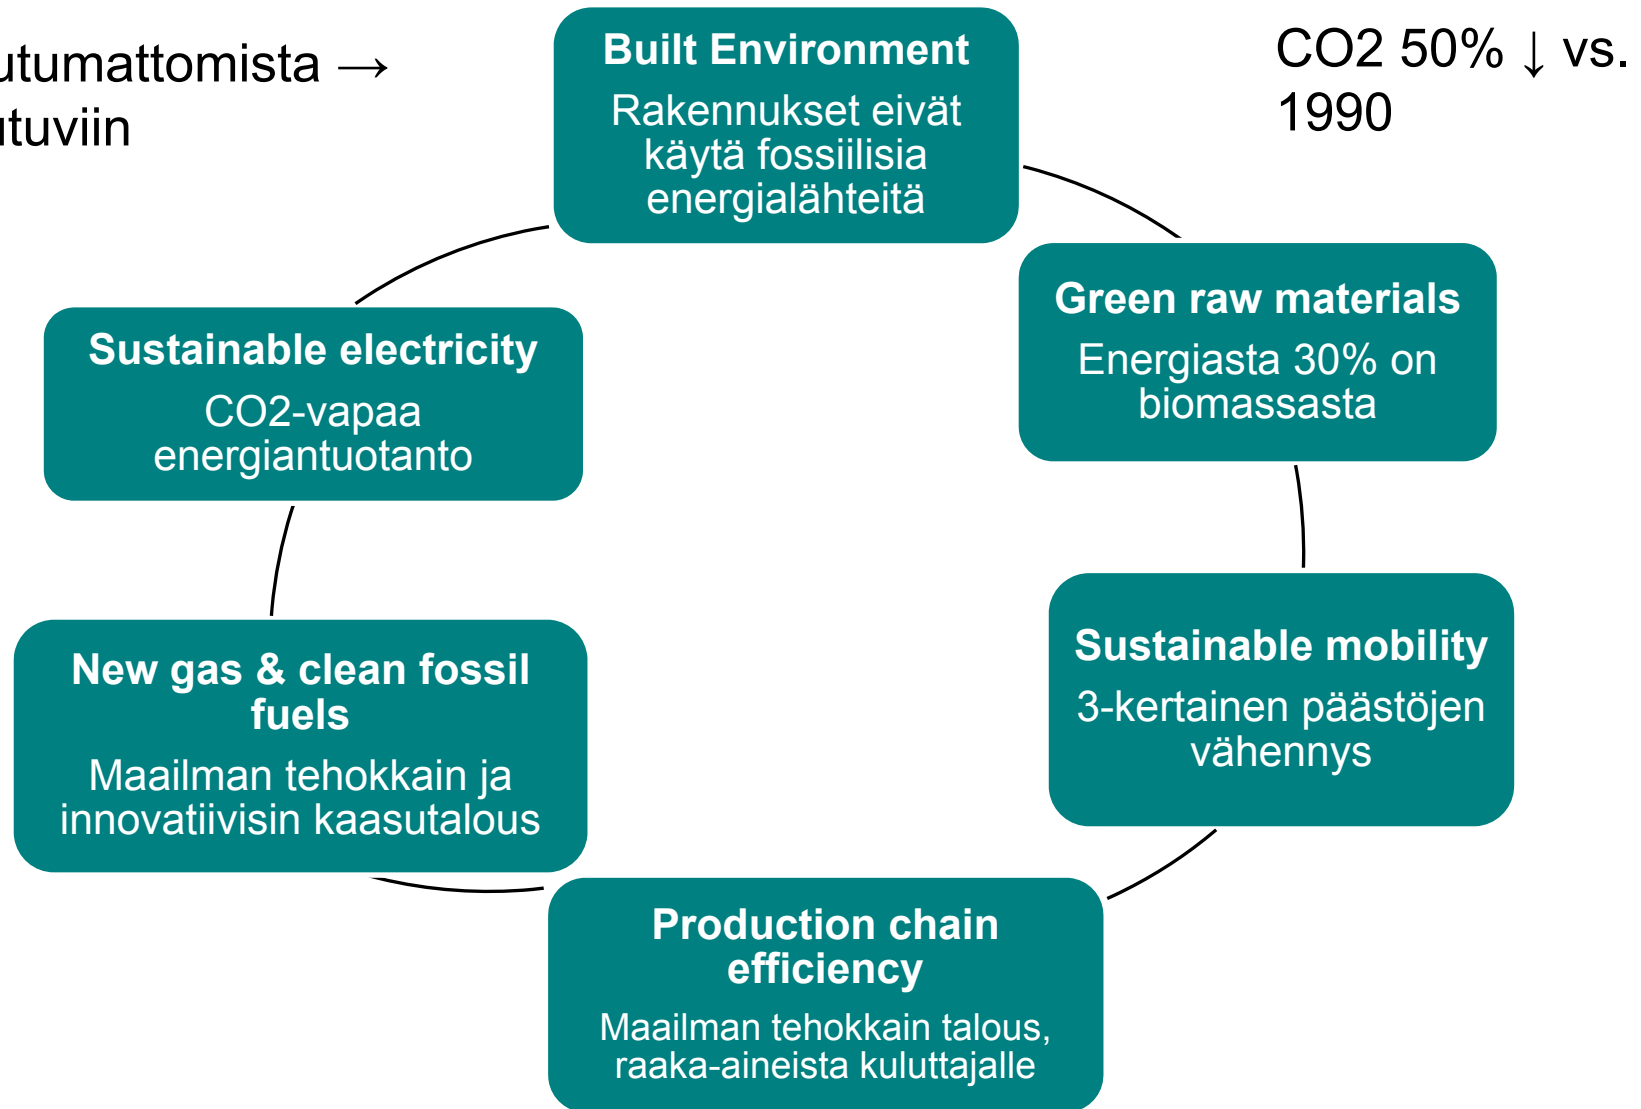 utumattomista →
utuviin
CO2 50% ↓ vs.
1990
Built Environment
Rakennukset eivät
käytä fossiilisia
energialähteitä
Green raw materials
Energiasta 30% on
biomassasta
Sustainable mobility
3-kertainen päästöjen
vähennys
Production chain
efficiency
Maailman tehokkain talous,
raaka-aineista kuluttajalle
New gas & clean fossil
fuels
Maailman tehokkain ja
innovatiivisin kaasutalous
Sustainable electricity
CO2-vapaa
energiantuotanto